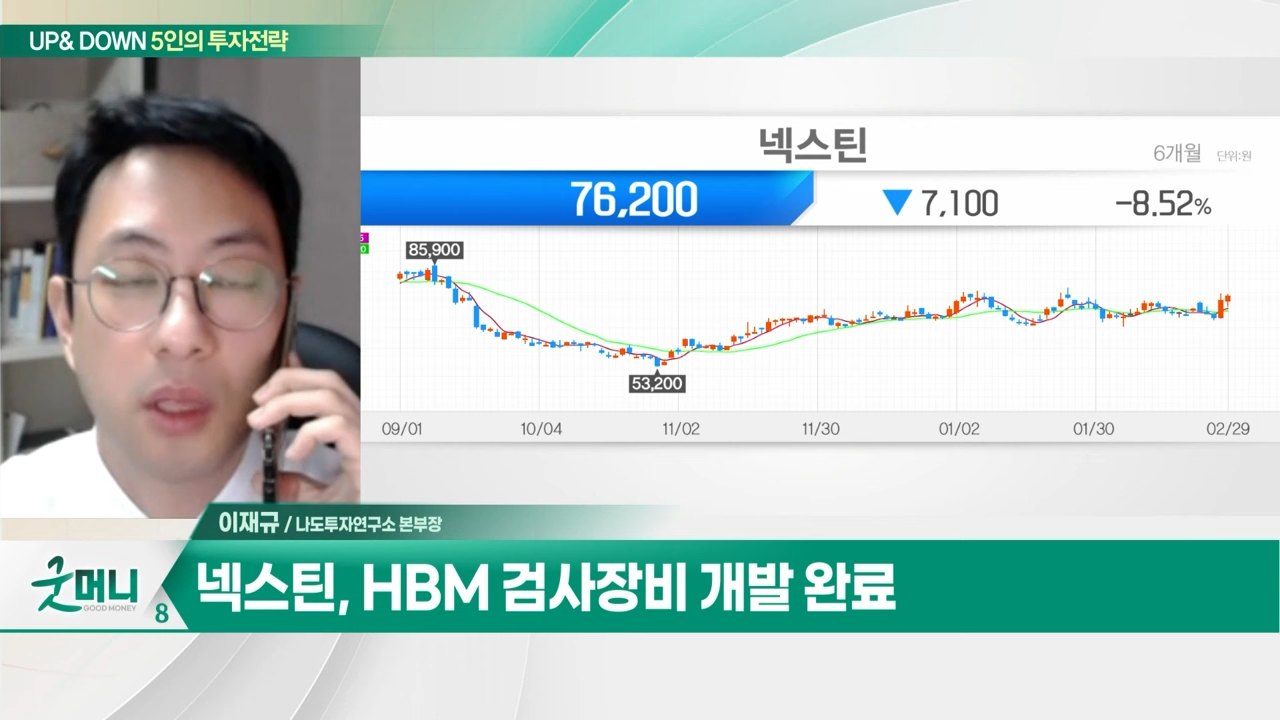 UP& DOWN 5인의 투자전략
넥스틴
6개월 단위:원
76,200 ▼ 7,100 -8.52%
85,900
53,200
09/01 10/04 11/02 11/30 01/02 01/30 02/29
이재규 / 나도투자연구소 본부장
굿머니
GOOD MONEY
8
넥스틴, HBM 검사장비 개발 완료